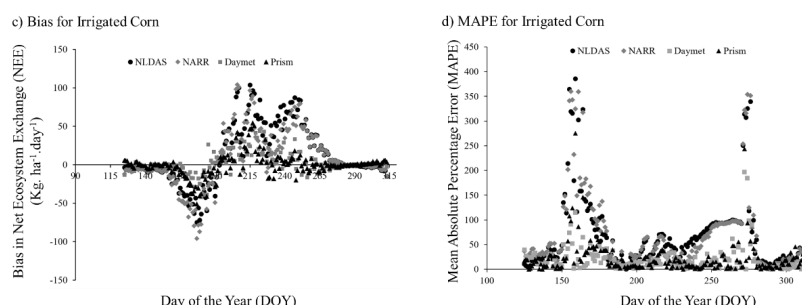 c) Bias for Irrigated Corn
Bias in Net Ecosystem Exchange (NEE)
(Kg. ha⁻¹.day⁻¹)
150
100
50
0
-50
-100
-150
NLDAS NARR Daymet Prism
90 115 140 215 240 265 290 315
Day of the Year (DOY)
d) MAPE for Irrigated Corn
Mean Absolute Percentage Error (MAPE)
450
400
350
300
250
200
150
100
50
0
NLDAS NARR Daymet Prism
100 200 250 300
Day of the Year (DOY)